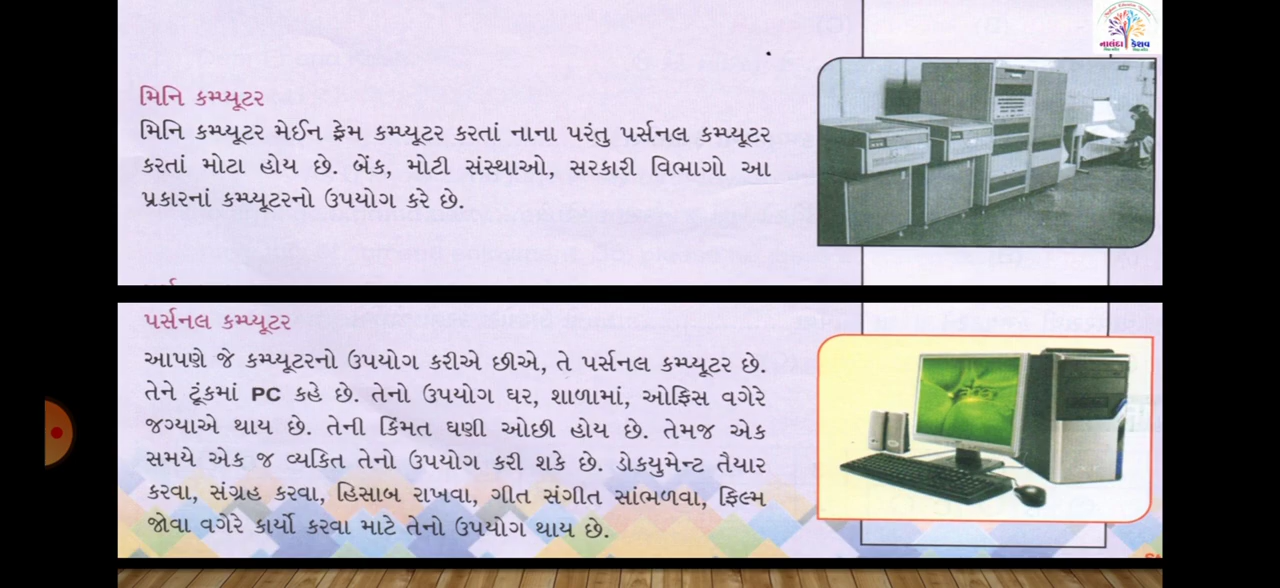 નાલંદા કેશવ
મિનિ કમ્પ્યૂટર
મિનિ કમ્પ્યૂટર મેઈન ફ્રેમ કમ્પ્યૂટર કરતાં નાના પરંતુ પર્સનલ કમ્પ્યૂટર
કરતાં મોટા હોય છે. બેંક, મોટી સંસ્થાઓ, સરકારી વિભાગો આ
પ્રકારનાં કમ્પ્યૂટરનો ઉપયોગ કરે છે.
પર્સનલ કમ્પ્યૂટર
આપણે જે કમ્પ્યૂટરનો ઉપયોગ કરીએ છીએ, તે પર્સનલ કમ્પ્યૂટર છે.
તેને ટૂંકમાં PC કહે છે. તેનો ઉપયોગ ઘર, શાળામાં, ઓફિસ વગેરે
જગ્યાએ થાય છે. તેની કિંમત ઘણી ઓછી હોય છે. તેમજ એક
સમયે એક જ વ્યકિત તેનો ઉપયોગ કરી શકે છે. ડોકયુમેન્ટ તૈયાર
કરવા, સંગ્રહ કરવા, હિસાબ રાખવા, ગીત સંગીત સાંભળવા, ફિલ્મ
જોવા વગેરે કાર્યો કરવા માટે તેનો ઉપયોગ થાય છે.